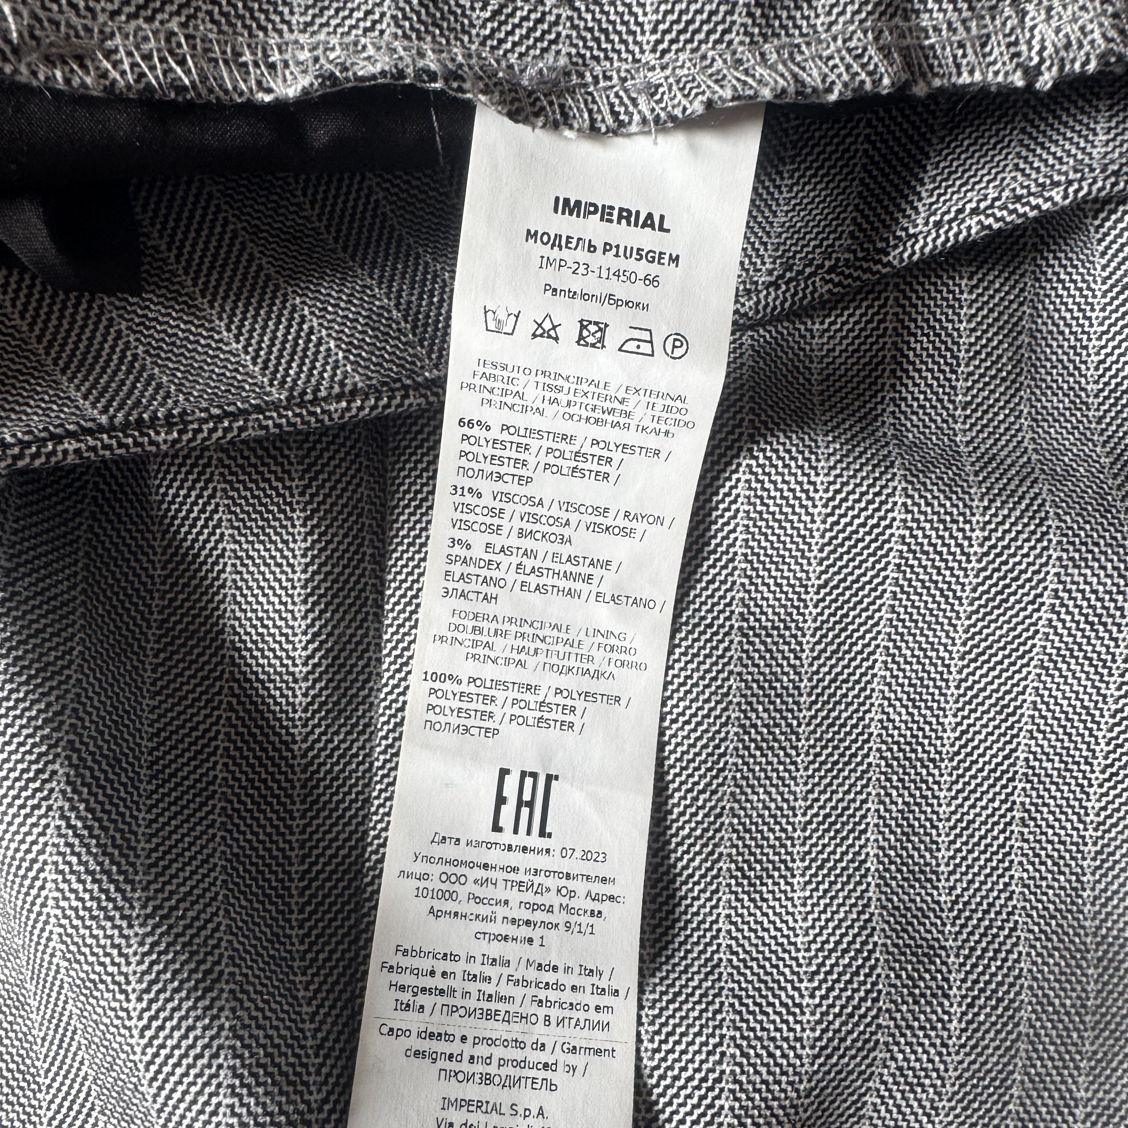 IMPERIAL
МОДЕЛЬ P1U5GEM
IMP-23-11450-66
Pantaloni/Брюки
P
TESSUTO PRINCIPALE / EXTERNAL
FABRIC / TISSU EXTERNE / TEJIDO
PRINCIPAL / HAUPTGEWEBE / TECIDO
PRINCIPAL / ОСНОВНАЯ ТКАНЬ
66% POLIESTERE / POLYESTER /
POLYESTER / POLIÉSTER /
POLYESTER / POLIÉSTER /
ПОЛИЭСТЕР
31% VISCOSA / VISCOSE / RAYON /
VISCOSE / VISCOSA / VISKOSE /
VISCOSE / ВИСКОЗА
3% ELASTAN / ELASTANE /
SPANDEX / ÉLASTHANNE /
ELASTANO / ELASTHAN / ELASTANO /
ЭЛАСТАН
FODERA PRINCIPALE / LINING /
DOUBLURE PRINCIPALE / FORRO
PRINCIPAL / HAUPTFUTTER / FORRO
PRINCIPAL / ПОДКЛАДКА
100% POLIESTERE / POLYESTER /
POLYESTER / POLIÉSTER /
POLYESTER / POLIÉSTER /
ПОЛИЭСТЕР
EAC
Дата изготовления: 07.2023
Уполномоченное изготовителем
лицо: ООО «ИЧ ТРЕЙД» Юр. Адрес:
101000, Россия, город Москва,
Армянский переулок 9/1/1
строение 1
Fabbricato in Italia / Made in Italy /
Fabriquè en Italie / Fabricado en Italia /
Hergestellt in Italien / Fabricado em
Itália / ПРОИЗВЕДЕНО В ИТАЛИИ
Capo ideato e prodotto da / Garment
designed and produced by /
ПРОИЗВОДИТЕЛЬ
IMPERIAL S.p.A.
Via dei